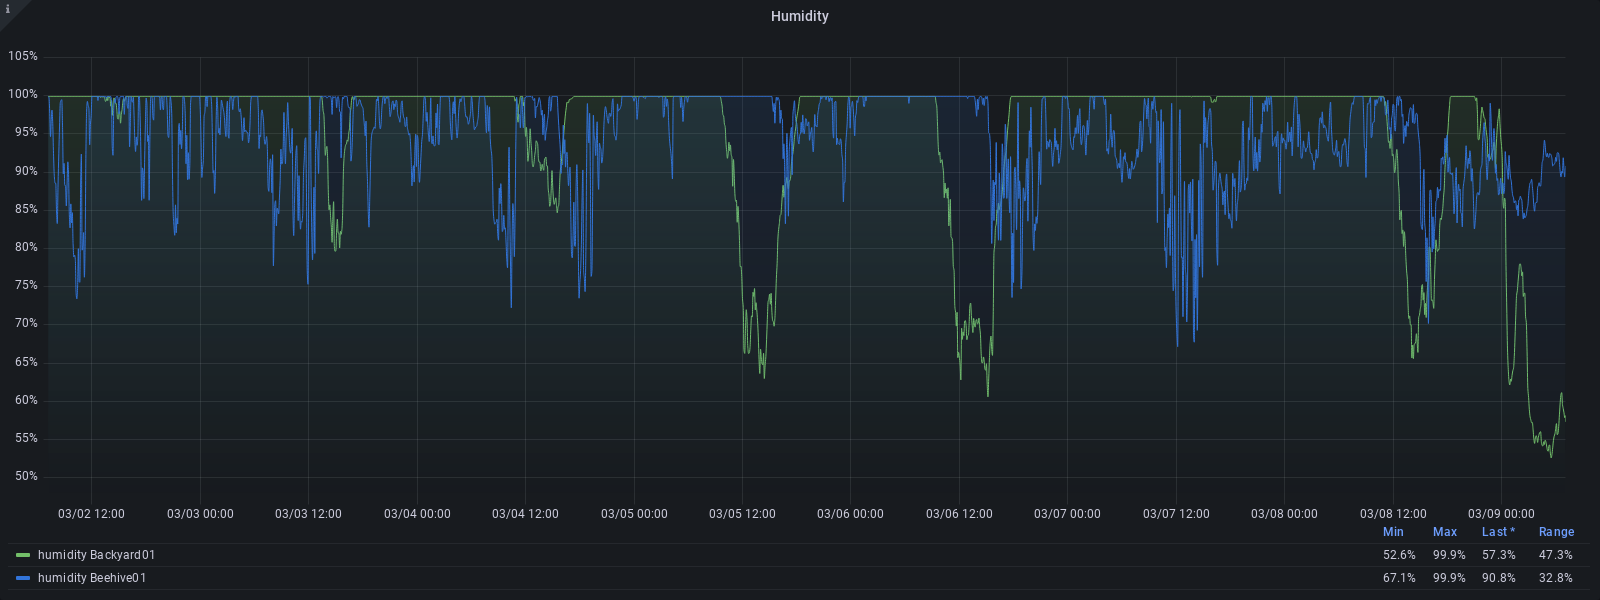 i
Humidity
105%
100%
95%
90%
85%
80%
75%
70%
65%
60%
55%
50%
03/02 12:00 03/03 00:00 03/03 12:00 03/04 00:00 03/04 12:00 03/05 00:00 03/05 12:00 03/06 00:00 03/06 12:00 03/07 00:00 03/07 12:00 03/08 00:00 03/08 12:00 03/09 00:00
Min Max Last * Range
humidity Backyard01 52.6% 99.9% 57.3% 47.3%
humidity Beehive01 67.1% 99.9% 90.8% 32.8%